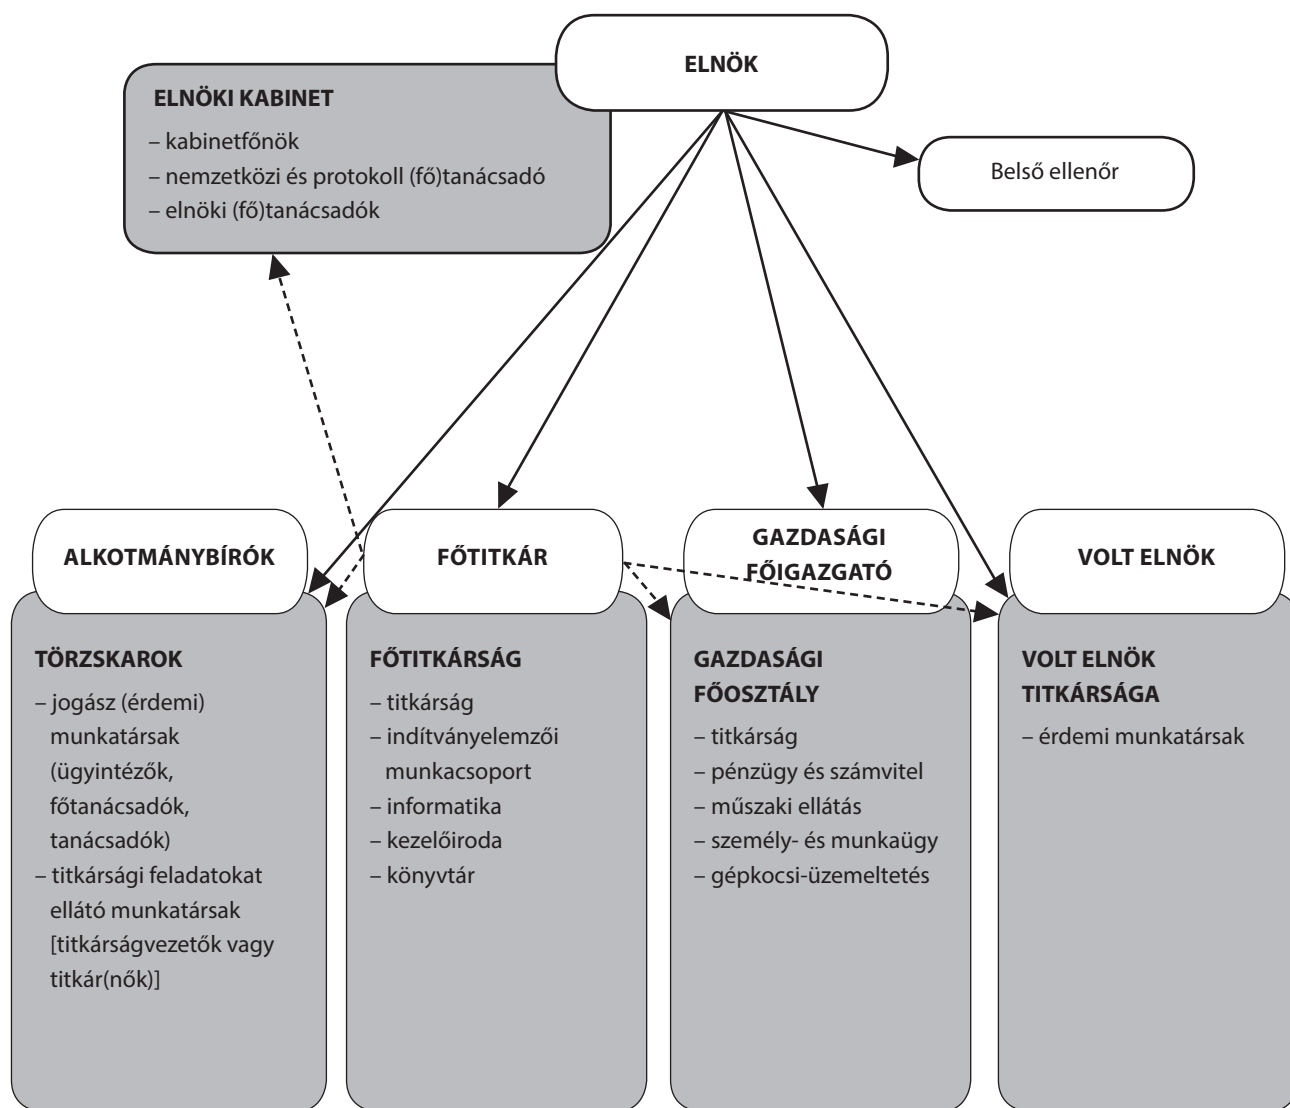 ELNÖK
ELNÖKI KABINET
– kabinetfőnök
– nemzetközi és protokoll (fő)tanácsadó
– elnöki (fő)tanácsadók
Belső ellenőr
ALKOTMÁNYBÍRÓK
TÖRZSKAROK
– jogász (érdemi)
munkatársak
(ügyintézők,
főtanácsadók,
tanácsadók)
– titkársági feladatokat
ellátó munkatársak
[titkárságvezetők vagy
titkár(nők)]
FŐTITKÁR
FŐTITKÁRSÁG
– titkárság
– indítványelemzői
munkacsoport
– informatika
– kezelőiroda
– könyvtár
GAZDASÁGI
FŐIGAZGATÓ
GAZDASÁGI
FŐOSZTÁLY
– titkárság
– pénzügy és számvitel
– műszaki ellátás
– személy- és munkaügy
– gépkocsi-üzemeltetés
VOLT ELNÖK
VOLT ELNÖK
TITKÁRSÁGA
– érdemi munkatársak